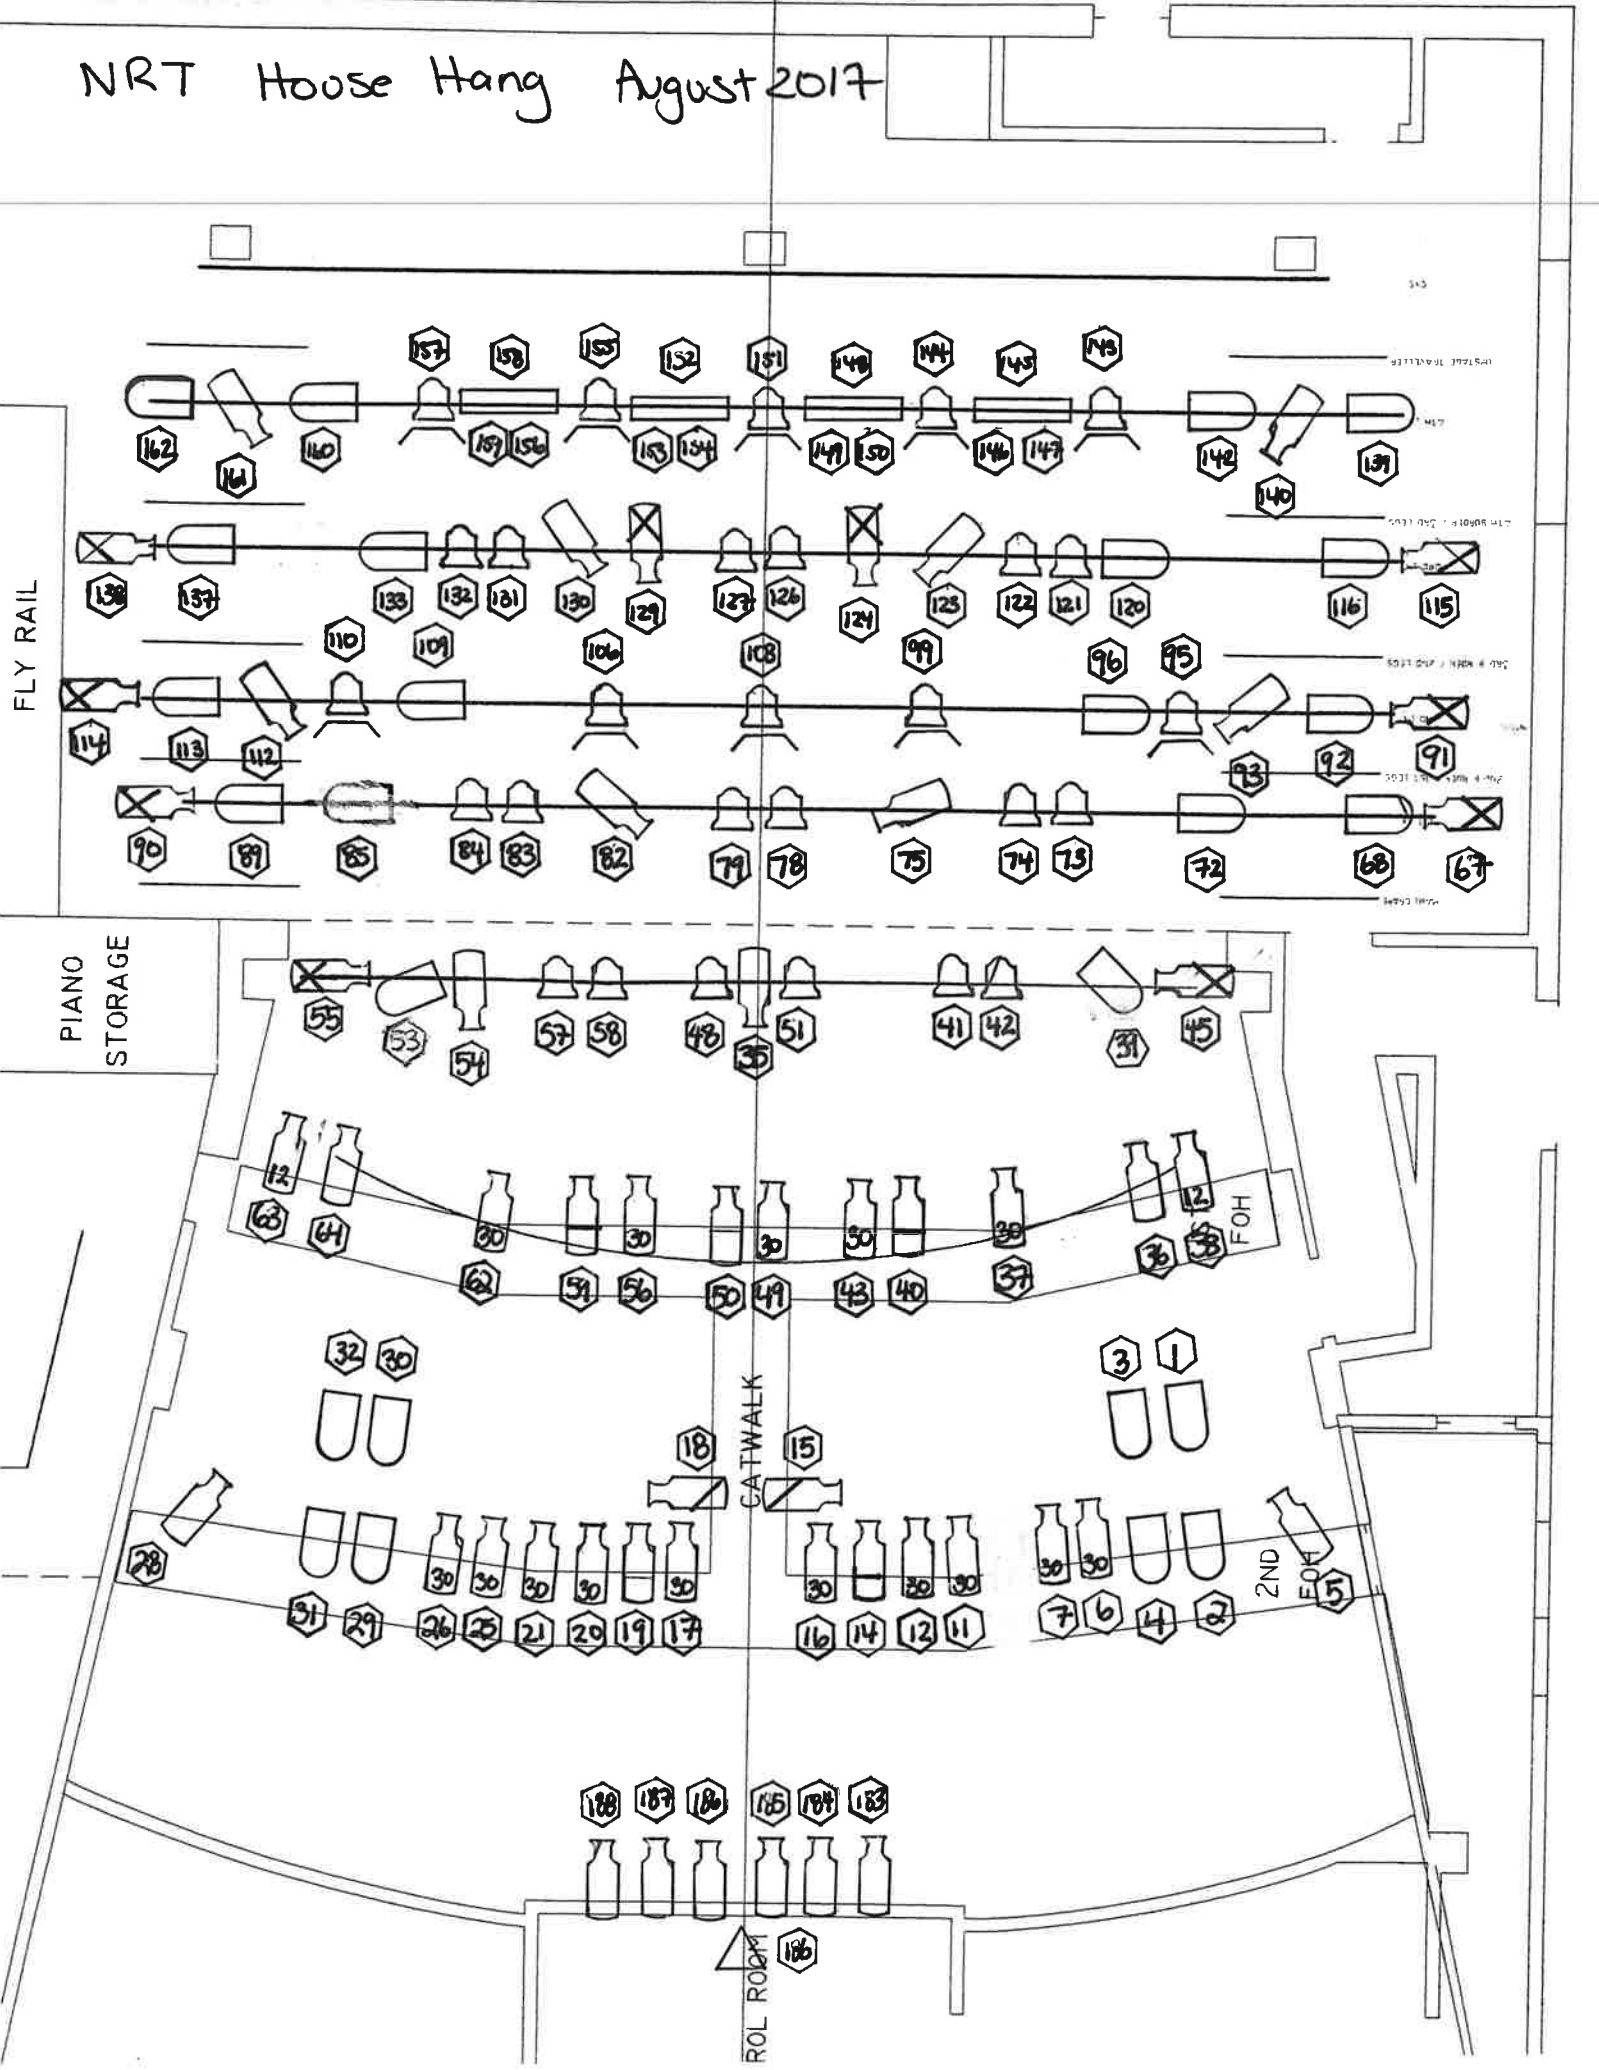 NRT House Hang August 2017
157 158 155 152 151 148 144 145 143
162 161 160 159 156 153 154 149 150 146 147 142 140 139
138 137 133 132 131 130 129 127 126 124 123 122 121 120 116 115
FLY RAIL
110 109 106 108 99 96 95
114 113 112 93 92 91
90 89 85 84 83 82 79 78 75 74 73 72 68 67
PIANO
STORAGE
55 53 54 57 58 48 35 51 41 42 39 45
12 30 30 30 30 30 12
63 64 62 59 56 50 49 43 40 37 36 38
FOH
32 30 3 1
CATWALK
18 15
30 30 30 30 30 30 30 30 30 30
28 31 29 26 25 21 20 19 17 16 14 12 11 7 6 4 2 5
2ND
FOH
188 187 186 185 184 183
186
ROL ROOM